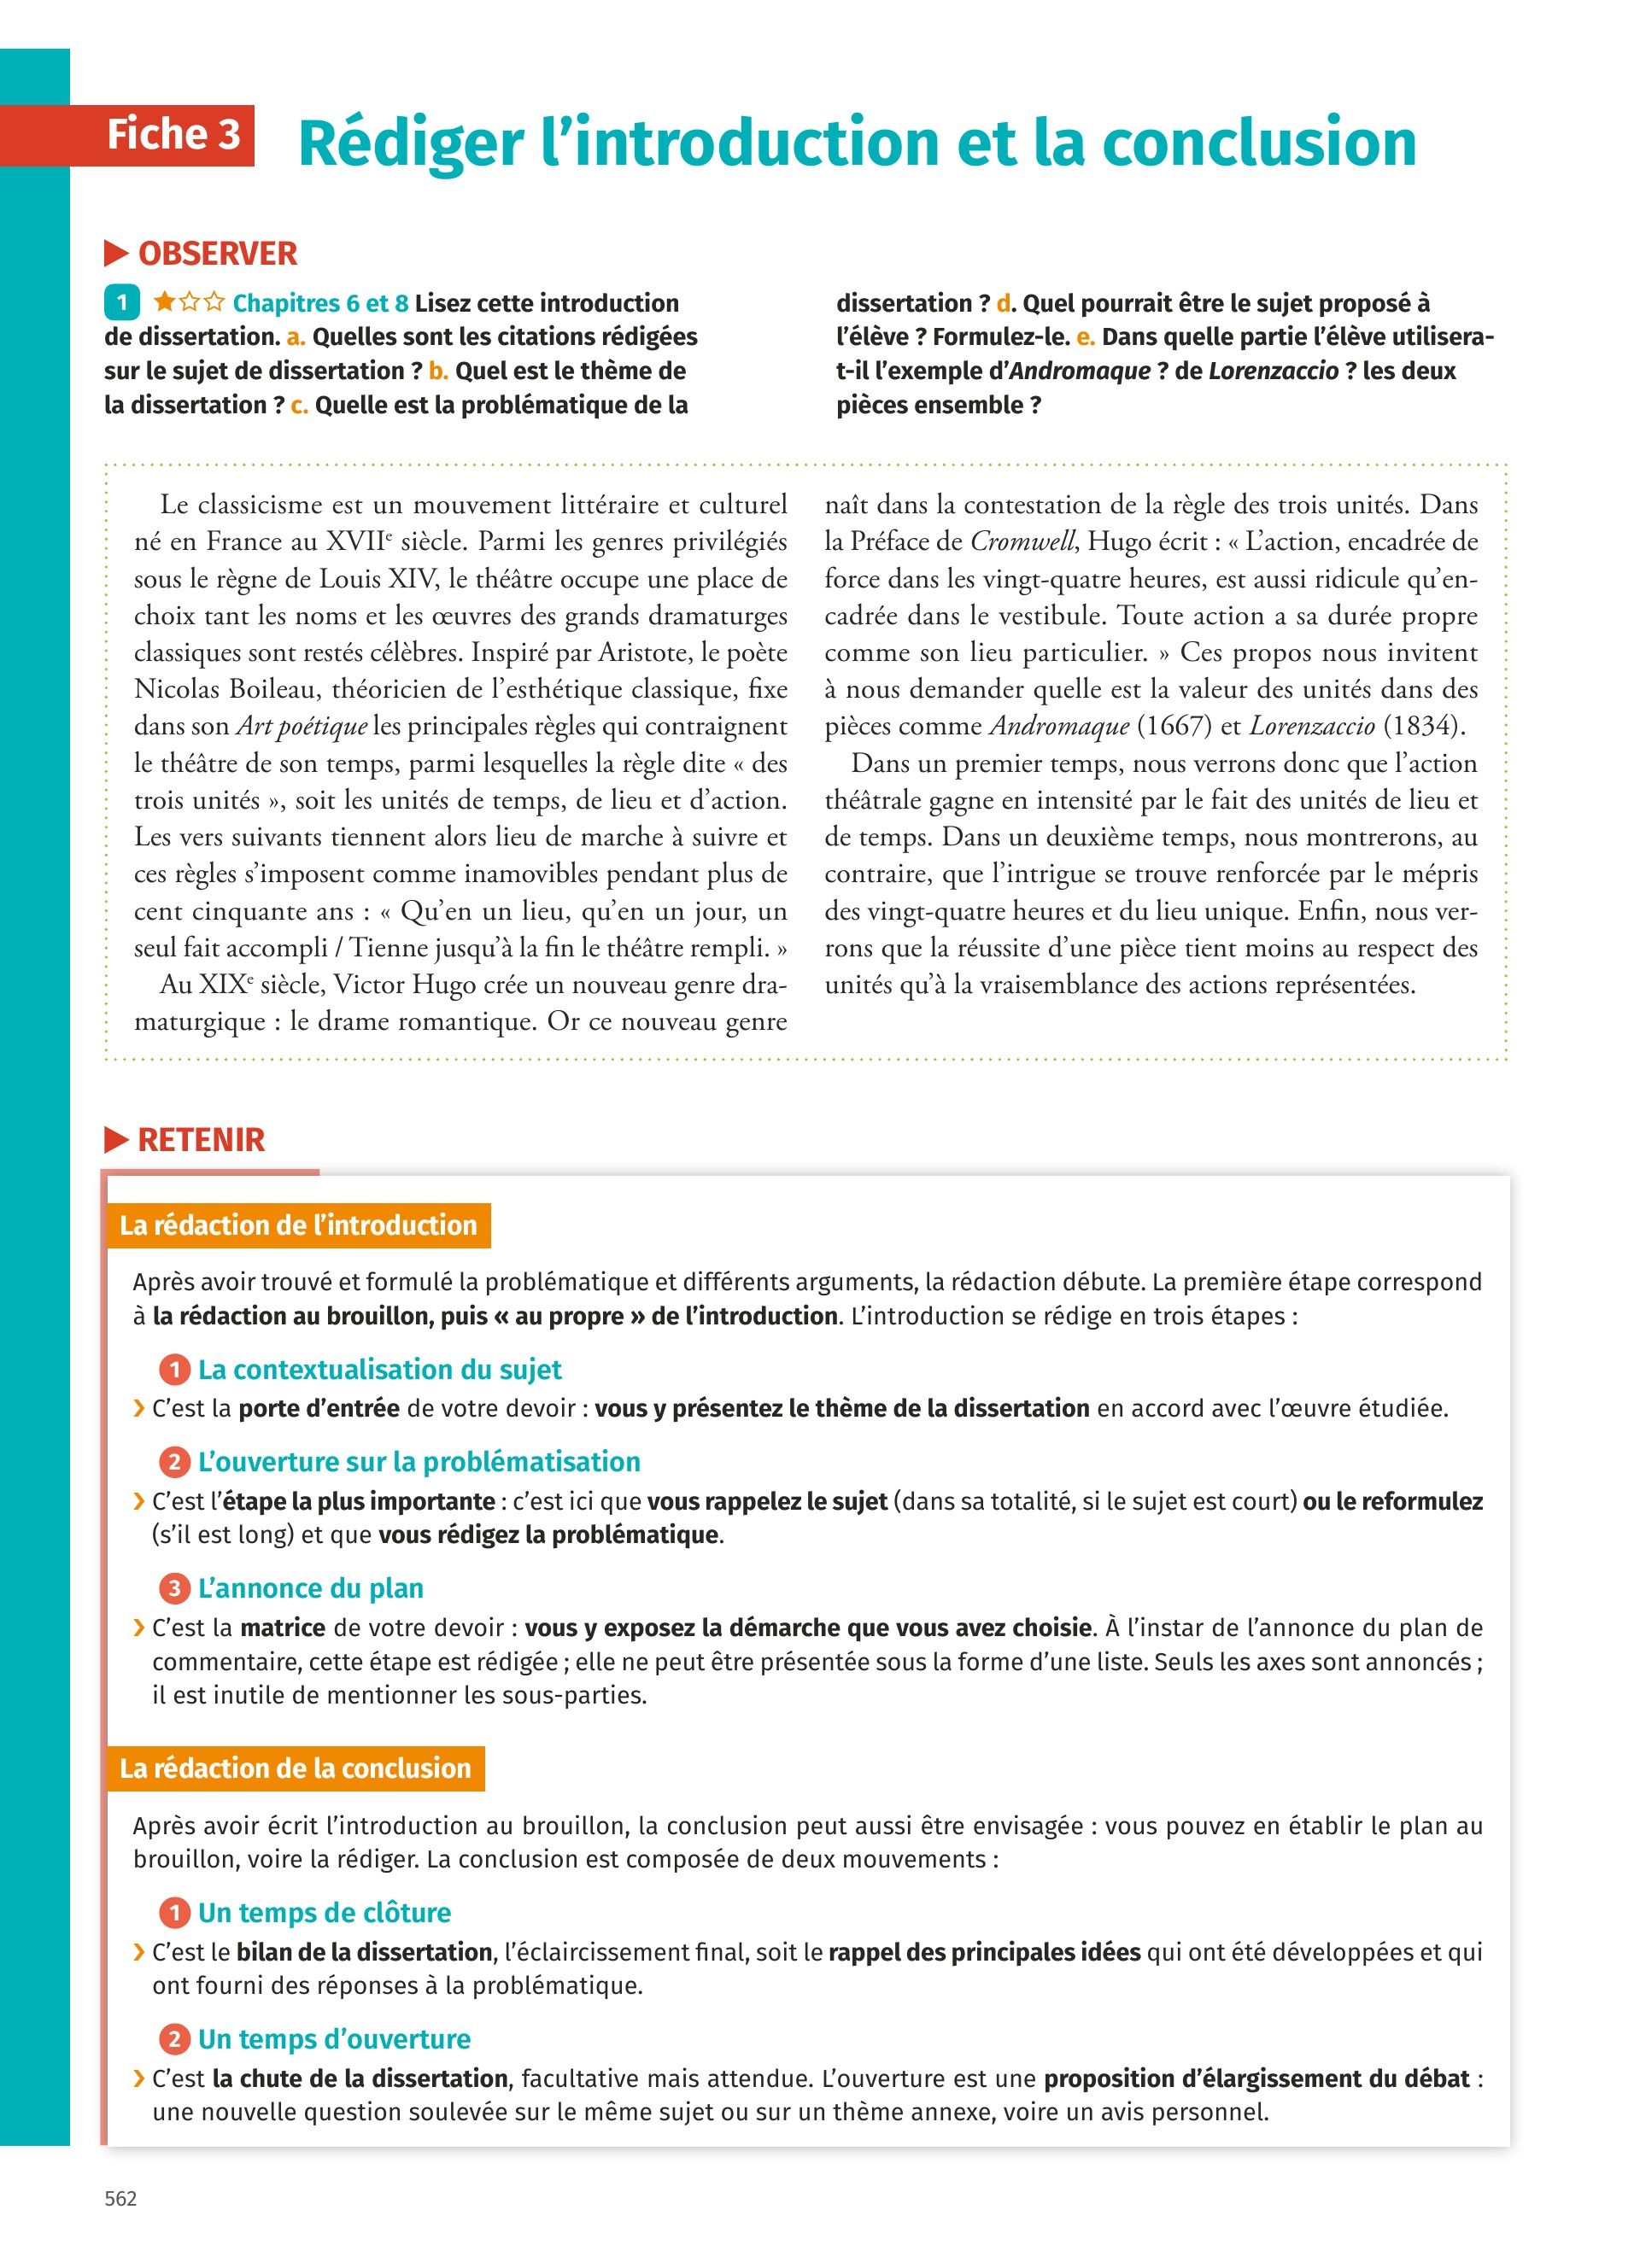 Fiche 3
Rédiger l’introduction et la conclusion
OBSERVER
1 Chapitres 6 et 8 Lisez cette introduction
de dissertation. a. Quelles sont les citations rédigées
sur le sujet de dissertation ? b. Quel est le thème de
la dissertation ? c. Quelle est la problématique de la
dissertation ? d. Quel pourrait être le sujet proposé à
l’élève ? Formulez-le. e. Dans quelle partie l’élève utilisera-
t-il l’exemple d’Andromaque ? de Lorenzaccio ? les deux
pièces ensemble ?
Le classicisme est un mouvement littéraire et culturel
né en France au XVIIe siècle. Parmi les genres privilégiés
sous le règne de Louis XIV, le théâtre occupe une place de
choix tant les noms et les œuvres des grands dramaturges
classiques sont restés célèbres. Inspiré par Aristote, le poète
Nicolas Boileau, théoricien de l’esthétique classique, fixe
dans son Art poétique les principales règles qui contraignent
le théâtre de son temps, parmi lesquelles la règle dite « des
trois unités », soit les unités de temps, de lieu et d’action.
Les vers suivants tiennent alors lieu de marche à suivre et
ces règles s’imposent comme inamovibles pendant plus de
cent cinquante ans : « Qu’en un lieu, qu’en un jour, un
seul fait accompli / Tienne jusqu’à la fin le théâtre rempli. »
Au XIXe siècle, Victor Hugo crée un nouveau genre dra-
maturgique : le drame romantique. Or ce nouveau genre
naît dans la contestation de la règle des trois unités. Dans
la Préface de Cromwell, Hugo écrit : « L’action, encadrée de
force dans les vingt-quatre heures, est aussi ridicule qu’en-
cadrée dans le vestibule. Toute action a sa durée propre
comme son lieu particulier. » Ces propos nous invitent
à nous demander quelle est la valeur des unités dans des
pièces comme Andromaque (1667) et Lorenzaccio (1834).
Dans un premier temps, nous verrons donc que l’action
théâtrale gagne en intensité par le fait des unités de lieu et
de temps. Dans un deuxième temps, nous montrerons, au
contraire, que l’intrigue se trouve renforcée par le mépris
des vingt-quatre heures et du lieu unique. Enfin, nous ver-
rons que la réussite d’une pièce tient moins au respect des
unités qu’à la vraisemblance des actions représentées.
RETENIR
La rédaction de l’introduction
Après avoir trouvé et formulé la problématique et différents arguments, la rédaction débute. La première étape correspond
à la rédaction au brouillon, puis « au propre » de l’introduction. L’introduction se rédige en trois étapes :
1 La contextualisation du sujet
› C’est la porte d’entrée de votre devoir : vous y présentez le thème de la dissertation en accord avec l’œuvre étudiée.
2 L’ouverture sur la problématisation
› C’est l’étape la plus importante : c’est ici que vous rappelez le sujet (dans sa totalité, si le sujet est court) ou le reformulez
(s’il est long) et que vous rédigez la problématique.
3 L’annonce du plan
› C’est la matrice de votre devoir : vous y exposez la démarche que vous avez choisie. À l’instar de l’annonce du plan de
commentaire, cette étape est rédigée ; elle ne peut être présentée sous la forme d’une liste. Seuls les axes sont annoncés ;
il est inutile de mentionner les sous-parties.
La rédaction de la conclusion
Après avoir écrit l’introduction au brouillon, la conclusion peut aussi être envisagée : vous pouvez en établir le plan au
brouillon, voire la rédiger. La conclusion est composée de deux mouvements :
1 Un temps de clôture
› C’est le bilan de la dissertation, l’éclaircissement final, soit le rappel des principales idées qui ont été développées et qui
ont fourni des réponses à la problématique.
2 Un temps d’ouverture
› C’est la chute de la dissertation, facultative mais attendue. L’ouverture est une proposition d’élargissement du débat :
une nouvelle question soulevée sur le même sujet ou sur un thème annexe, voire un avis personnel.
562